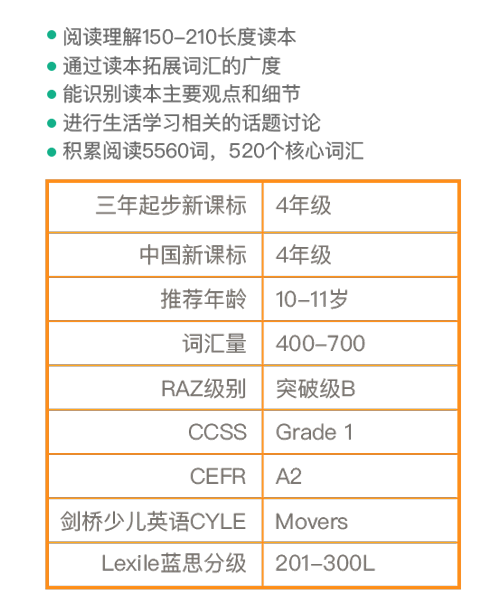 阅读理解150-210长度读本
通过读本拓展词汇的广度
能识别读本主要观点和细节
进行生活学习相关的话题讨论
积累阅读5560词，520个核心词汇
三年起步新课标 4年级
中国新课标 4年级
推荐年龄 10-11岁
词汇量 400-700
RAZ级别 突破级B
CCSS Grade 1
CEFR A2
剑桥少儿英语CYLE Movers
Lexile蓝思分级 201-300L